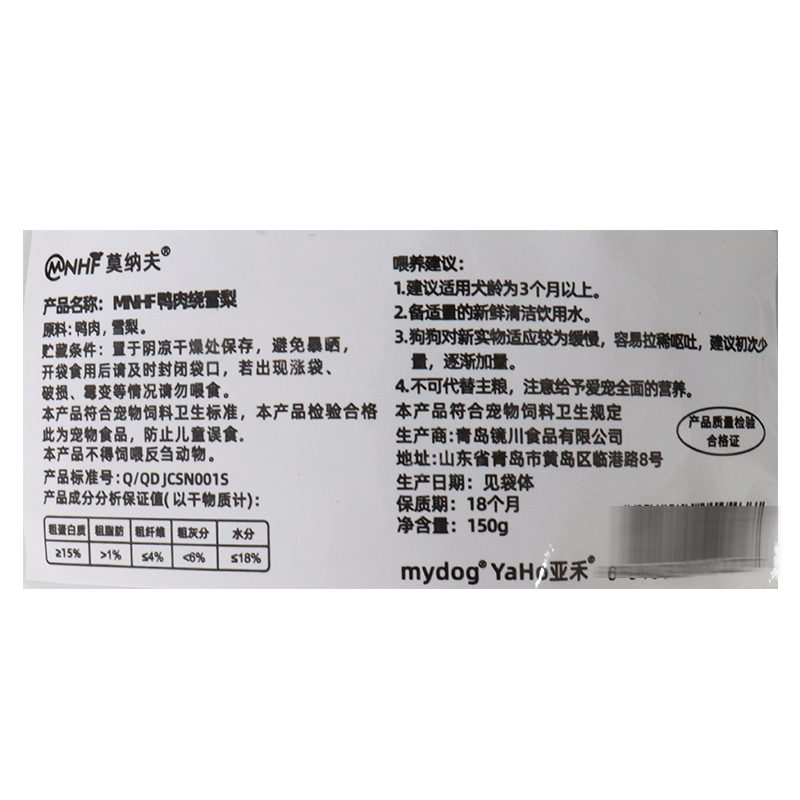 MNHF 莫纳夫®
产品名称: MNHF鸭肉绕雪梨
原料: 鸭肉，雪梨。
贮藏条件: 置于阴凉干燥处保存，避免暴晒，
开袋食用后请及时封闭袋口，若出现涨袋、
破损、霉变等情况请勿喂食。
本产品符合宠物饲料卫生标准，本产品检验合格
此为宠物食品，防止儿童误食。
本产品不得饲喂反刍动物。
产品标准号: Q/QD JCSN001S
产品成分分析保证值( 以干物质计):
粗蛋白质 粗脂肪 粗纤维 粗灰分 水分
≥15% >1% ≤4% <6% ≤18%
喂养建议:
1.建议适用犬龄为3个月以上。
2.备适量的新鲜清洁饮用水。
3.狗狗对新实物适应较为缓慢，容易拉稀呕吐，建议初次少
量，逐渐加量。
4.不可代替主粮，注意给予爱宠全面的营养。
本产品符合宠物饲料卫生规定
生产商:青岛镜川食品有限公司
地址:山东省青岛市黄岛区临港路8号
生产日期: 见袋体
保质期: 18个月
净含量: 150g
产品质量检验
合格证
mydog® YaHo亚禾®